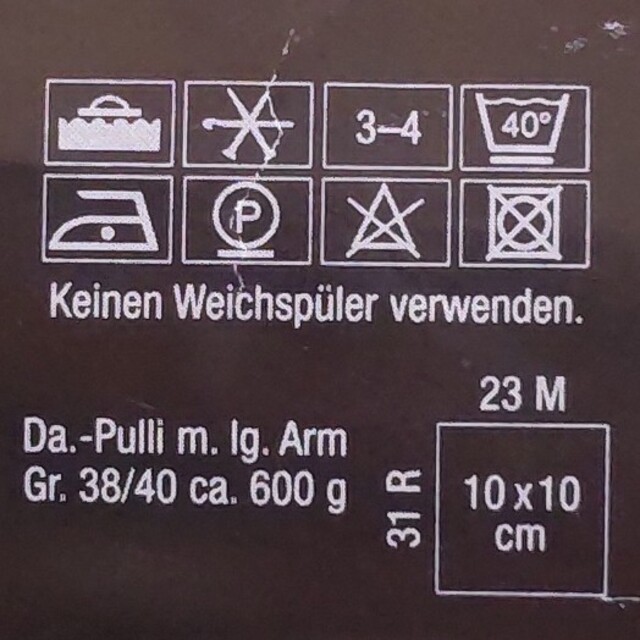 3–4
40°
P
Keinen Weichspüler verwenden.
23 M
Da.-Pulli m. lg. Arm
Gr. 38/40 ca. 600 g
31 R
10 x 10
cm